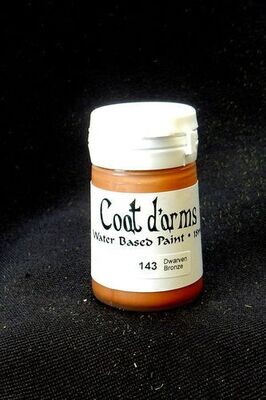 Coat d'arms
Water Based Paint •
143 Dwarven
Bronze